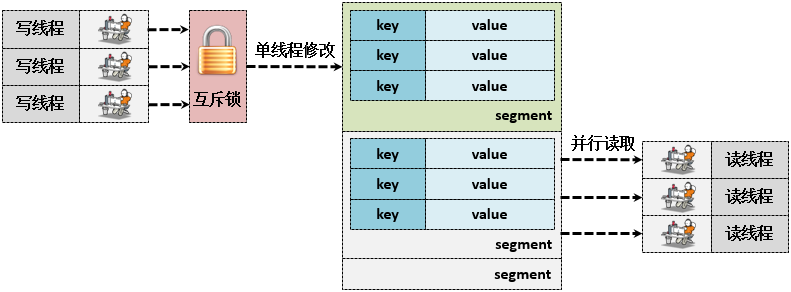 写线程
写线程
写线程
互斥锁
单线程修改
key value
key value
key value
segment
key value
key value
key value
segment
segment
并行读取
读线程
读线程
读线程